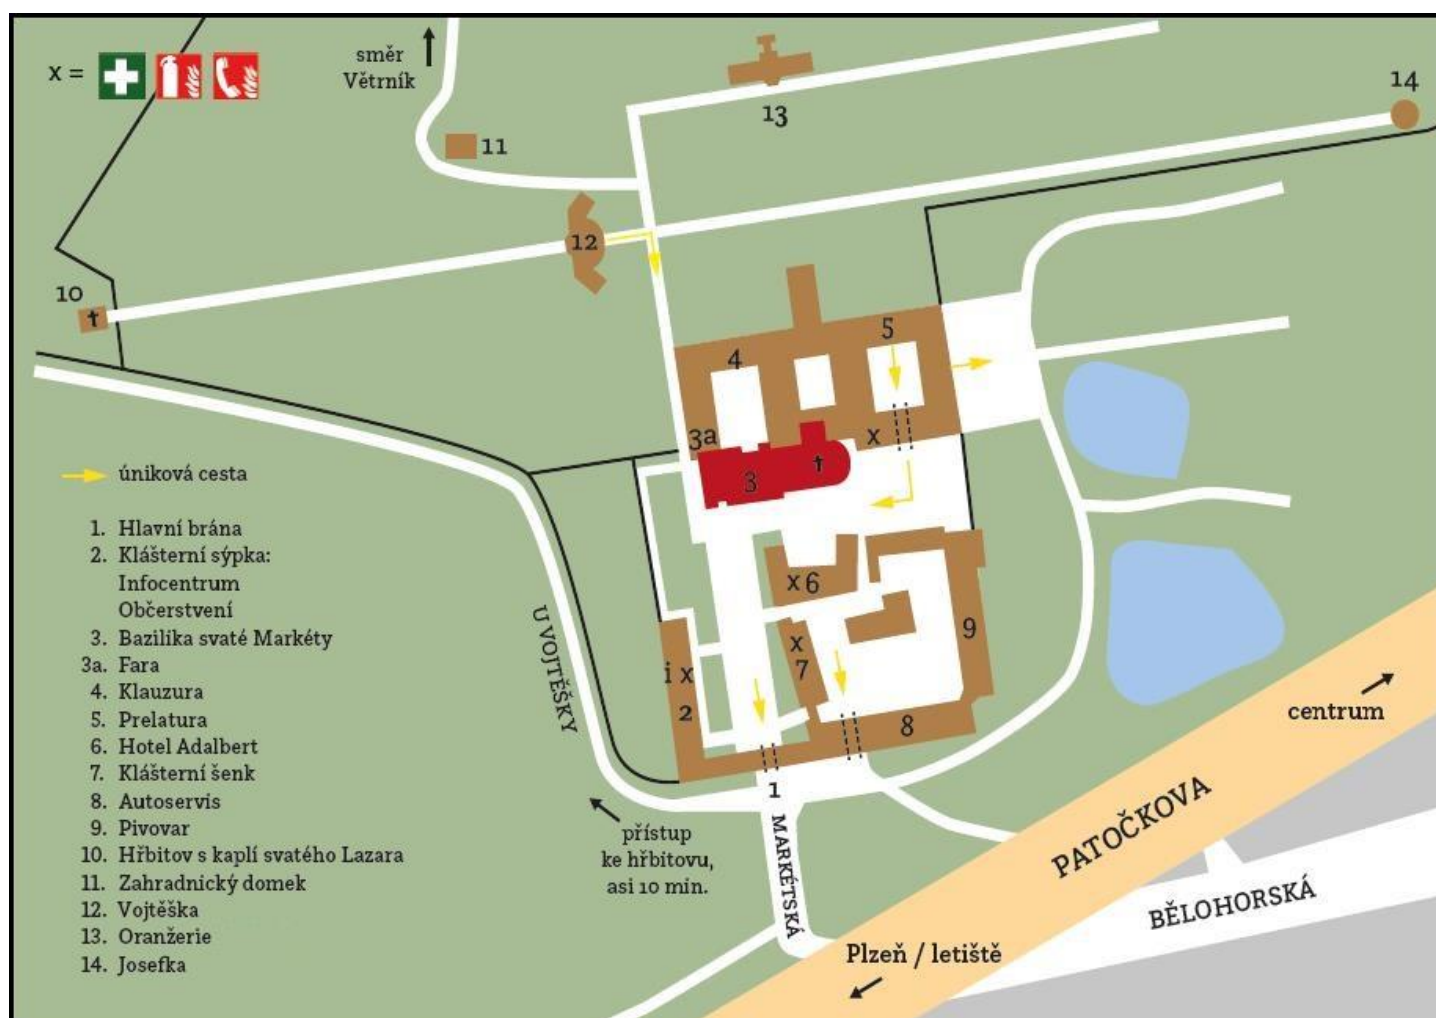 x =
směr
Větrník
13
14
11
12
10
5
4
3a
x
3
x 6
x
7
9
i x
2
8
1
U VOJTĚŠKY
MARKÉTSKÁ
přístup
ke hřbitovu,
asi 10 min.
centrum
PATOČKOVA
BĚLOHORSKÁ
Plzeň / letiště
úniková cesta
1. Hlavní brána
2. Klášterní sýpka:
Infocentrum
Občerstvení
3. Bazilika svaté Markéty
3a. Fara
4. Klauzura
5. Prelatura
6. Hotel Adalbert
7. Klášterní šenk
8. Autoservis
9. Pivovar
10. Hřbitov s kaplí svatého Lazara
11. Zahradnický domek
12. Vojtěška
13. Oranžerie
14. Josefka